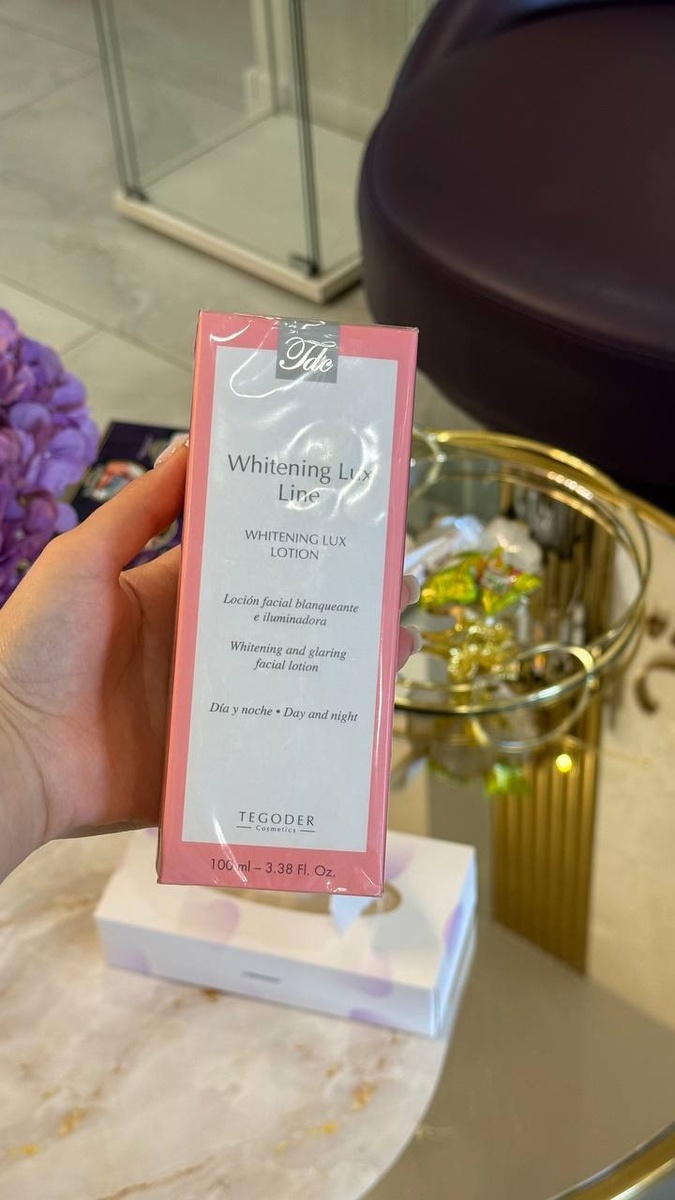 Tdc
Whitening Lux
Line
WHITENING LUX
LOTION
Loción facial blanqueante
e iluminadora
Whitening and glaring
facial lotion
Día y noche • Day and night
TEGODER
Cosmetics
100 ml – 3.38 Fl. Oz.